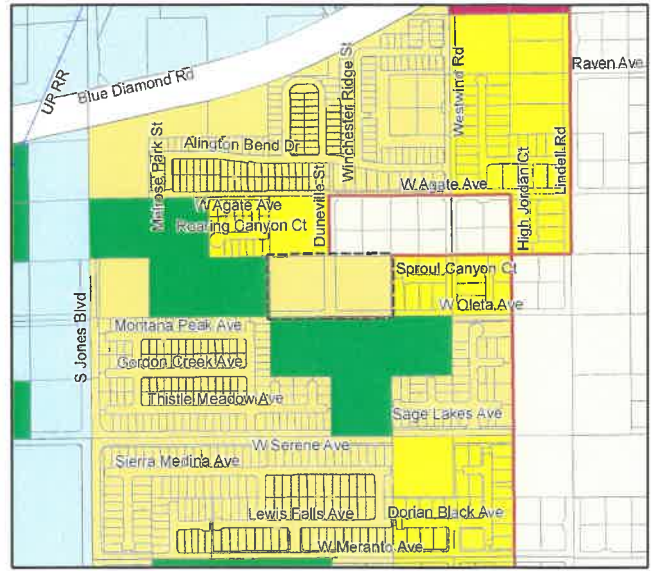 Raven Ave
UP RR
Blue Diamond Rd
Winchester Ridge St
Westwind Rd
Melrose Park St
Alington Bend Dr
W Agate Ave
High Jordan Ct
Lindell Rd
W Agate Ave
Duneville St
Roaring Canyon Ct
Sproul Canyon Ct
W Oleta Ave
S Jones Blvd
Montana Peak Ave
Gordon Creek Ave
Thistle Meadow Ave
Sage Lakes Ave
W Serene Ave
Sierra Medina Ave
Lewis Falls Ave
Dorian Black Ave
W Meranto Ave